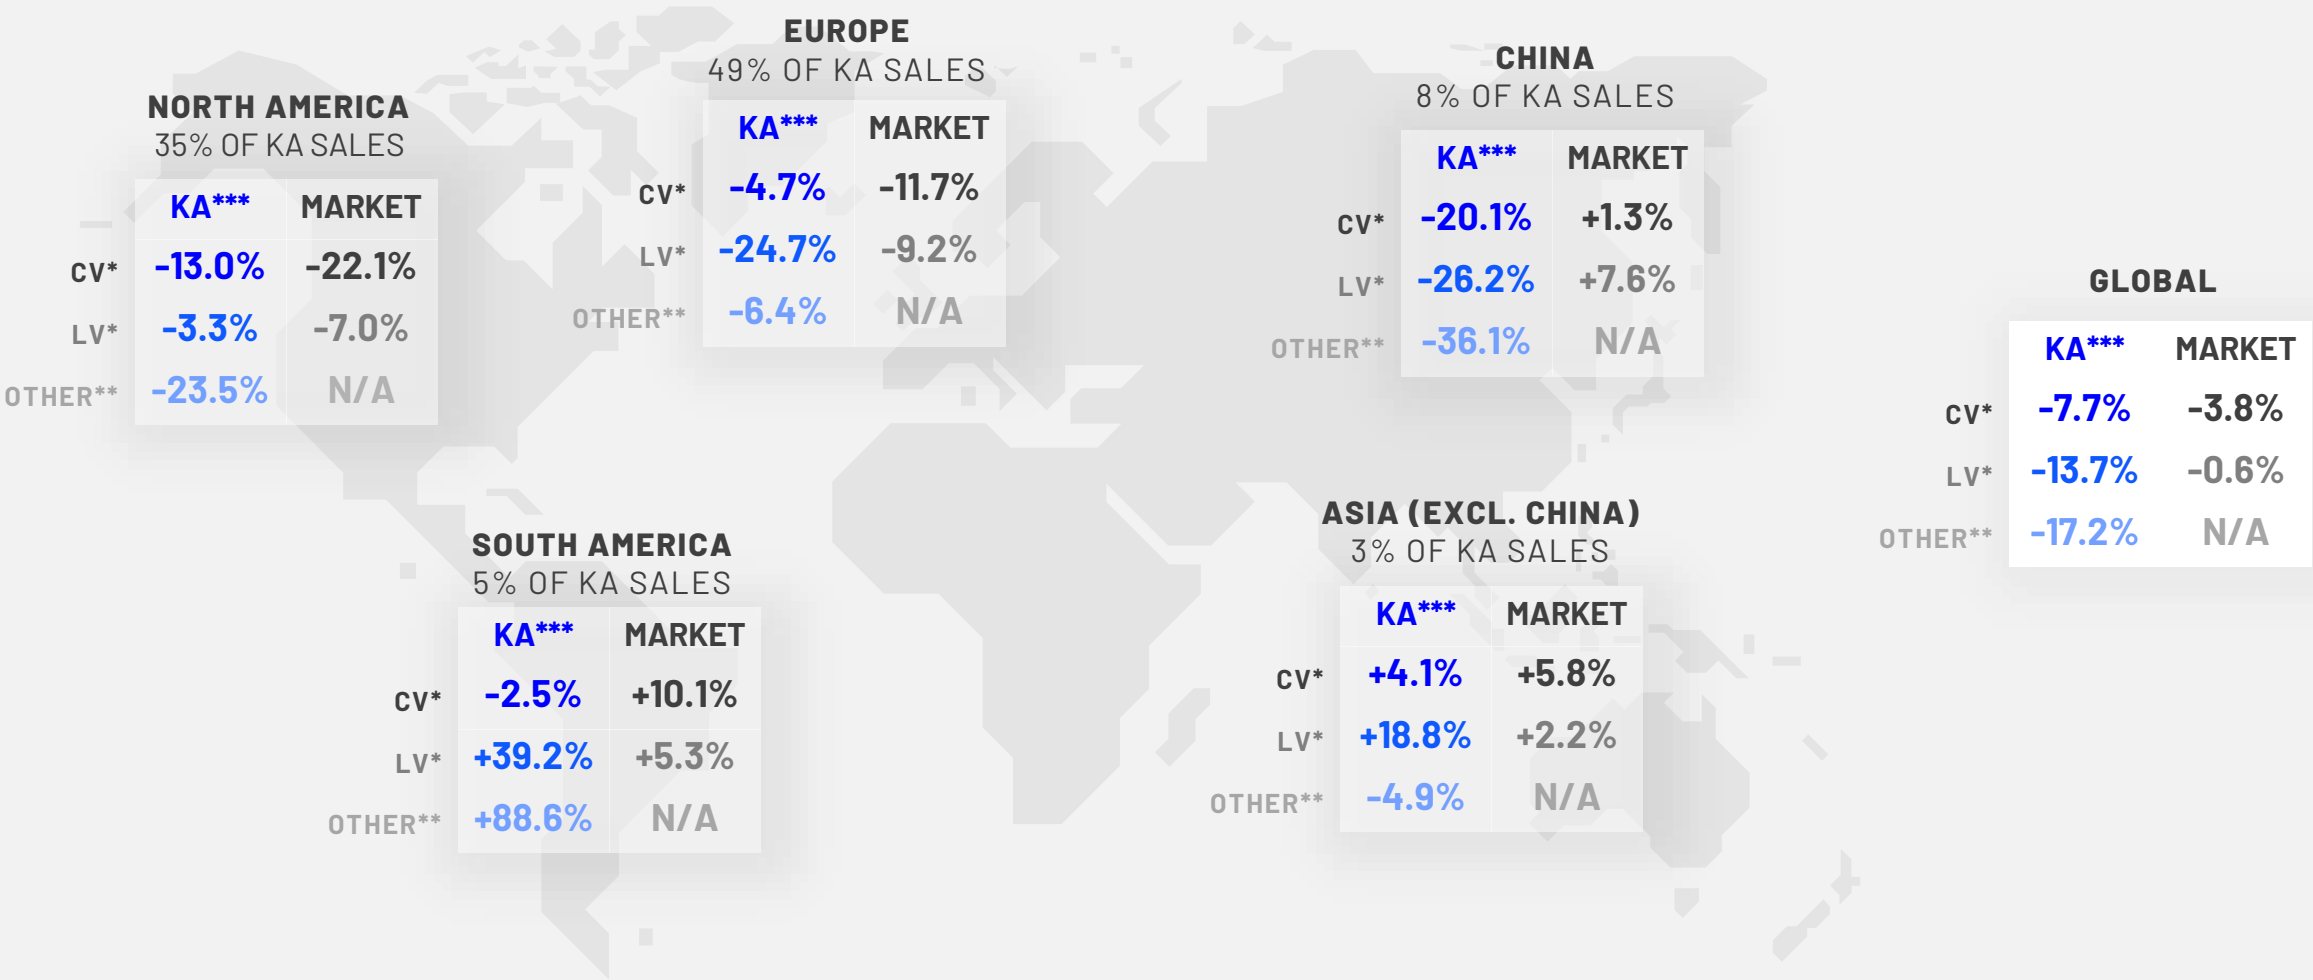 NORTH AMERICA
35% OF KA SALES
KA*** MARKET
CV* -13.0% -22.1%
LV* -3.3% -7.0%
OTHER** -23.5% N/A
EUROPE
49% OF KA SALES
KA*** MARKET
CV* -4.7% -11.7%
LV* -24.7% -9.2%
OTHER** -6.4% N/A
CHINA
8% OF KA SALES
KA*** MARKET
CV* -20.1% +1.3%
LV* -26.2% +7.6%
OTHER** -36.1% N/A
GLOBAL
KA*** MARKET
CV* -7.7% -3.8%
LV* -13.7% -0.6%
OTHER** -17.2% N/A
SOUTH AMERICA
5% OF KA SALES
KA*** MARKET
CV* -2.5% +10.1%
LV* +39.2% +5.3%
OTHER** +88.6% N/A
ASIA (EXCL. CHINA)
3% OF KA SALES
KA*** MARKET
CV* +4.1% +5.8%
LV* +18.8% +2.2%
OTHER** -4.9% N/A